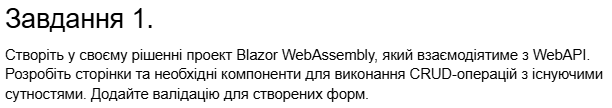 Завдання 1.
Створіть у своєму рішенні проект Blazor WebAssembly, який взаємодіятиме з WebAPI.
Розробіть сторінки та необхідні компоненти для виконання CRUD-операцій з існуючими
сутностями. Додайте валідацію для створених форм.